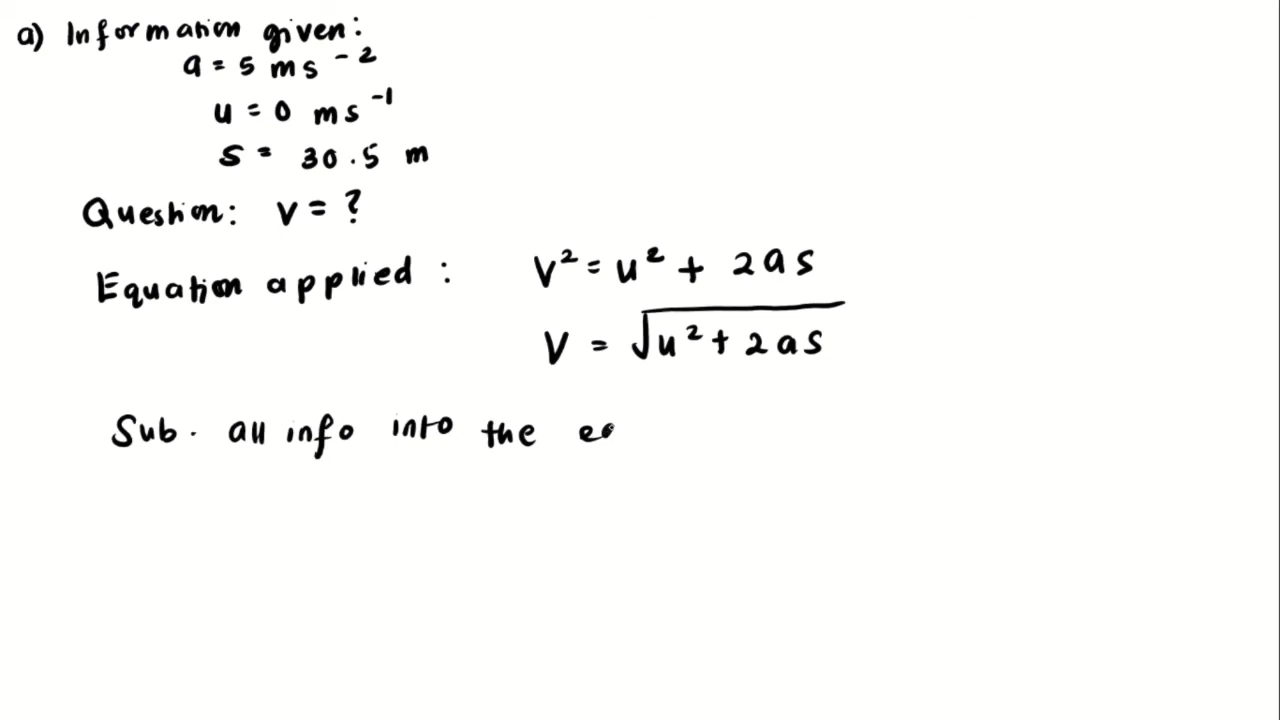 a) Information given:
a = 5 ms⁻²
u = 0 ms⁻¹
s = 30.5 m
Question: v = ?
Equation applied : v² = u² + 2as
v = √u² + 2as
Sub. all info into the